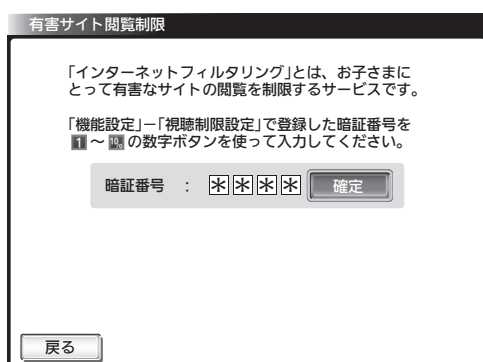 有害サイト閲覧制限
「インターネットフィルタリング」とは、お子さまに
とって有害なサイトの閲覧を制限するサービスです。
「機能設定」－「視聴制限設定」で登録した暗証番号を
1 ～ 10 の数字ボタンを使って入力してください。
暗証番号 ： ＊＊＊＊ 確定
戻る